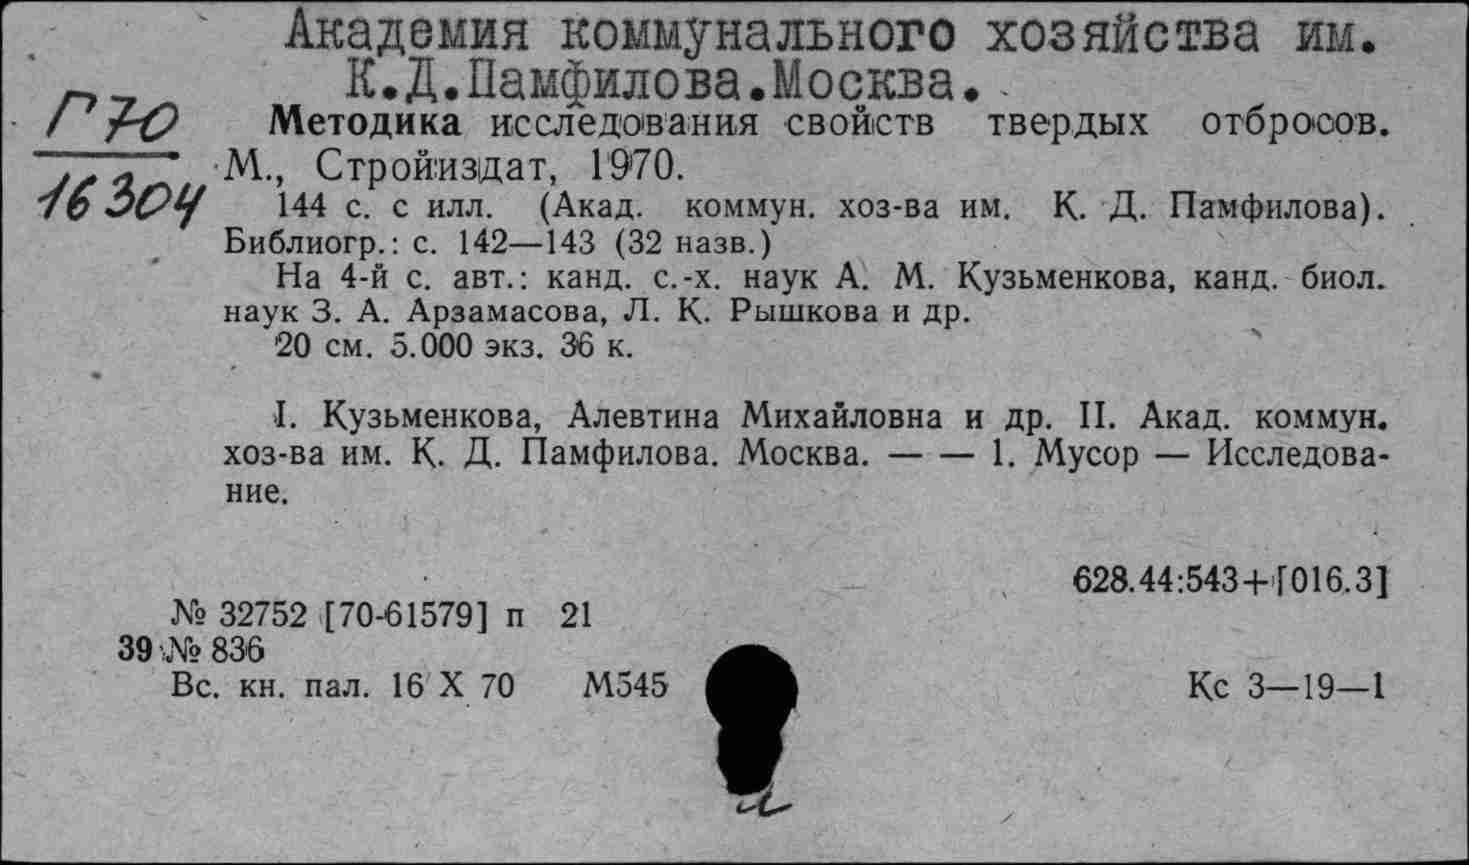 Академия коммунального хозяйства им.
К.Д.Памфилова.Москва.
Г70
16304
Методика исследования свойств твердых отбросов.
М., Стройиздат, 1970.
144 с. с илл. (Акад. коммун. хоз-ва им. К. Д. Памфилова).
Библиогр.: с. 142—143 (32 назв.)
На 4-й с. авт.: канд. с.-х. наук А. М. Кузьменкова, канд. биол.
наук З. А. Арзамасова, Л. К. Рышкова и др.
20 см. 5.000 экз. 36 к.
I. Кузьменкова, Алевтина Михайловна и др. II. Акад. коммун.
хоз-ва им. К. Д. Памфилова. Москва. — — 1. Мусор — Исследова-
ние.
628.44:543+[016.3]
№ 32752 [70-61579] п 21
39 № 836
Вс. кн. пал. 16 X 70 М545 Кс 3—19—1